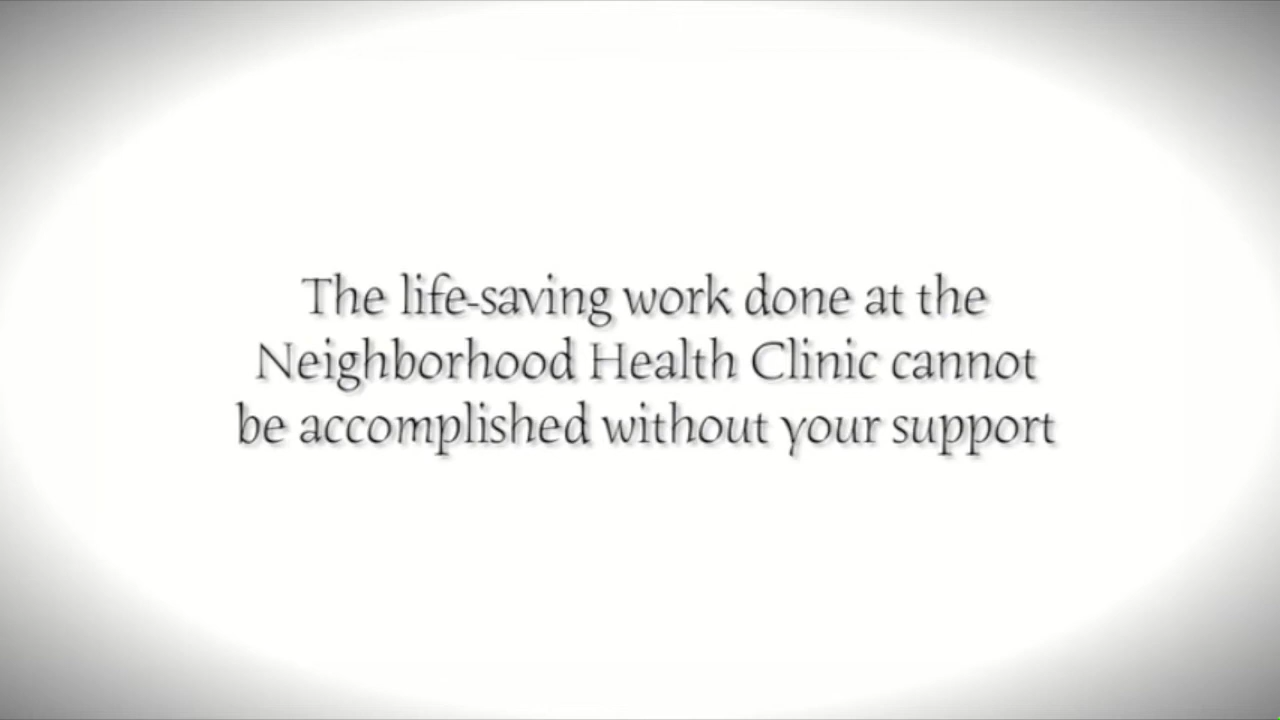 The life-saving work done at the
Neighborhood Health Clinic cannot
be accomplished without your support